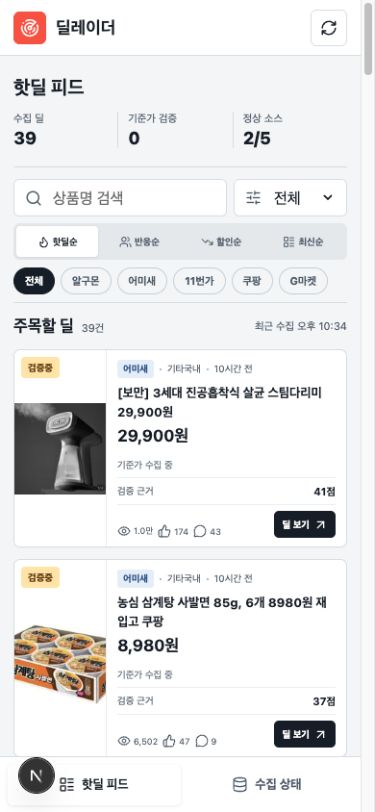 딜레이더
핫딜 피드
수집 딜
39
기준가 검증
0
정상 소스
2/5
상품명 검색
전체
핫딜순
반응순
할인순
최신순
전체
알구몬
어미새
11번가
쿠팡
G마켓
주목할 딜 39건
최근 수집 오후 10:34
검증중
어미새 · 기타국내 · 10시간 전
[보만] 3세대 진공흡착식 살균 스팀다리미
29,900원
29,900원
기준가 수집 중
검증 근거 41점
1.0만 174 43
딜 보기
검증중
어미새 · 기타국내 · 10시간 전
농심 삼계탕 사발면 85g, 6개 8980원 재
입고 쿠팡
8,980원
기준가 수집 중
검증 근거 37점
6,502 47 9
딜 보기
N
핫딜 피드
수집 상태